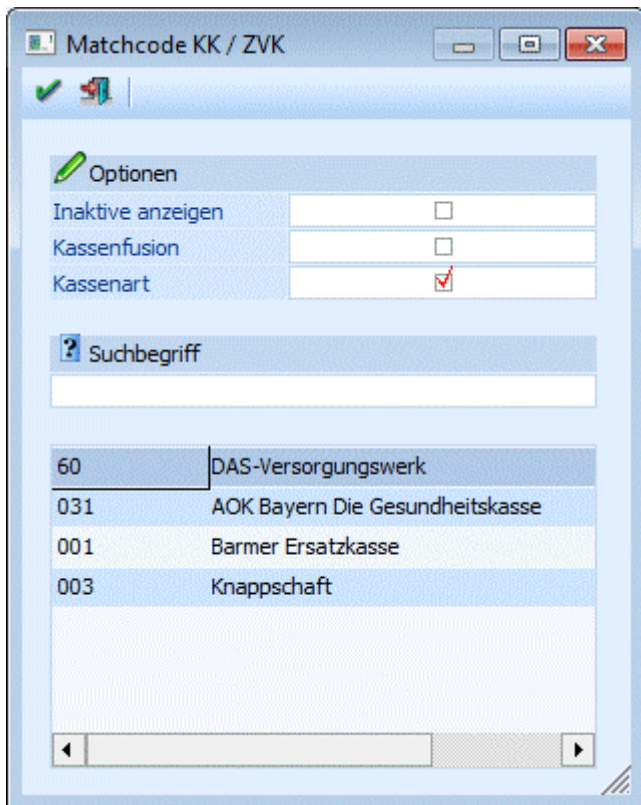 Matchcode KK / ZVK
Optionen
Inaktive anzeigen
Kassenfusion
Kassenart
Suchbegriff
60 DAS-Versorgungswerk
031 AOK Bayern Die Gesundheitskasse
001 Barmer Ersatzkasse
003 Knappschaft